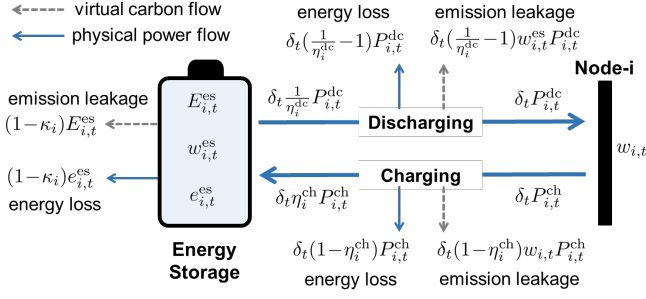 virtual carbon flow
physical power flow
energy loss
δ_t(1/η_i^dc −1)P_{i,t}^dc
emission leakage
δ_t(1/η_i^dc −1)w_{i,t}^es P_{i,t}^dc
Node-i
emission leakage
(1−κ_i)E_{i,t}^es
E_{i,t}^es
δ_t 1/η_i^dc P_{i,t}^dc
Discharging
δ_t P_{i,t}^dc
w_{i,t}^es
w_{i,t}
(1−κ_i)e_{i,t}^es
energy loss
e_{i,t}^es
δ_t η_i^ch P_{i,t}^ch
Charging
δ_t P_{i,t}^ch
Energy
Storage
δ_t(1−η_i^ch)P_{i,t}^ch
energy loss
δ_t(1−η_i^ch)w_{i,t}P_{i,t}^ch
emission leakage